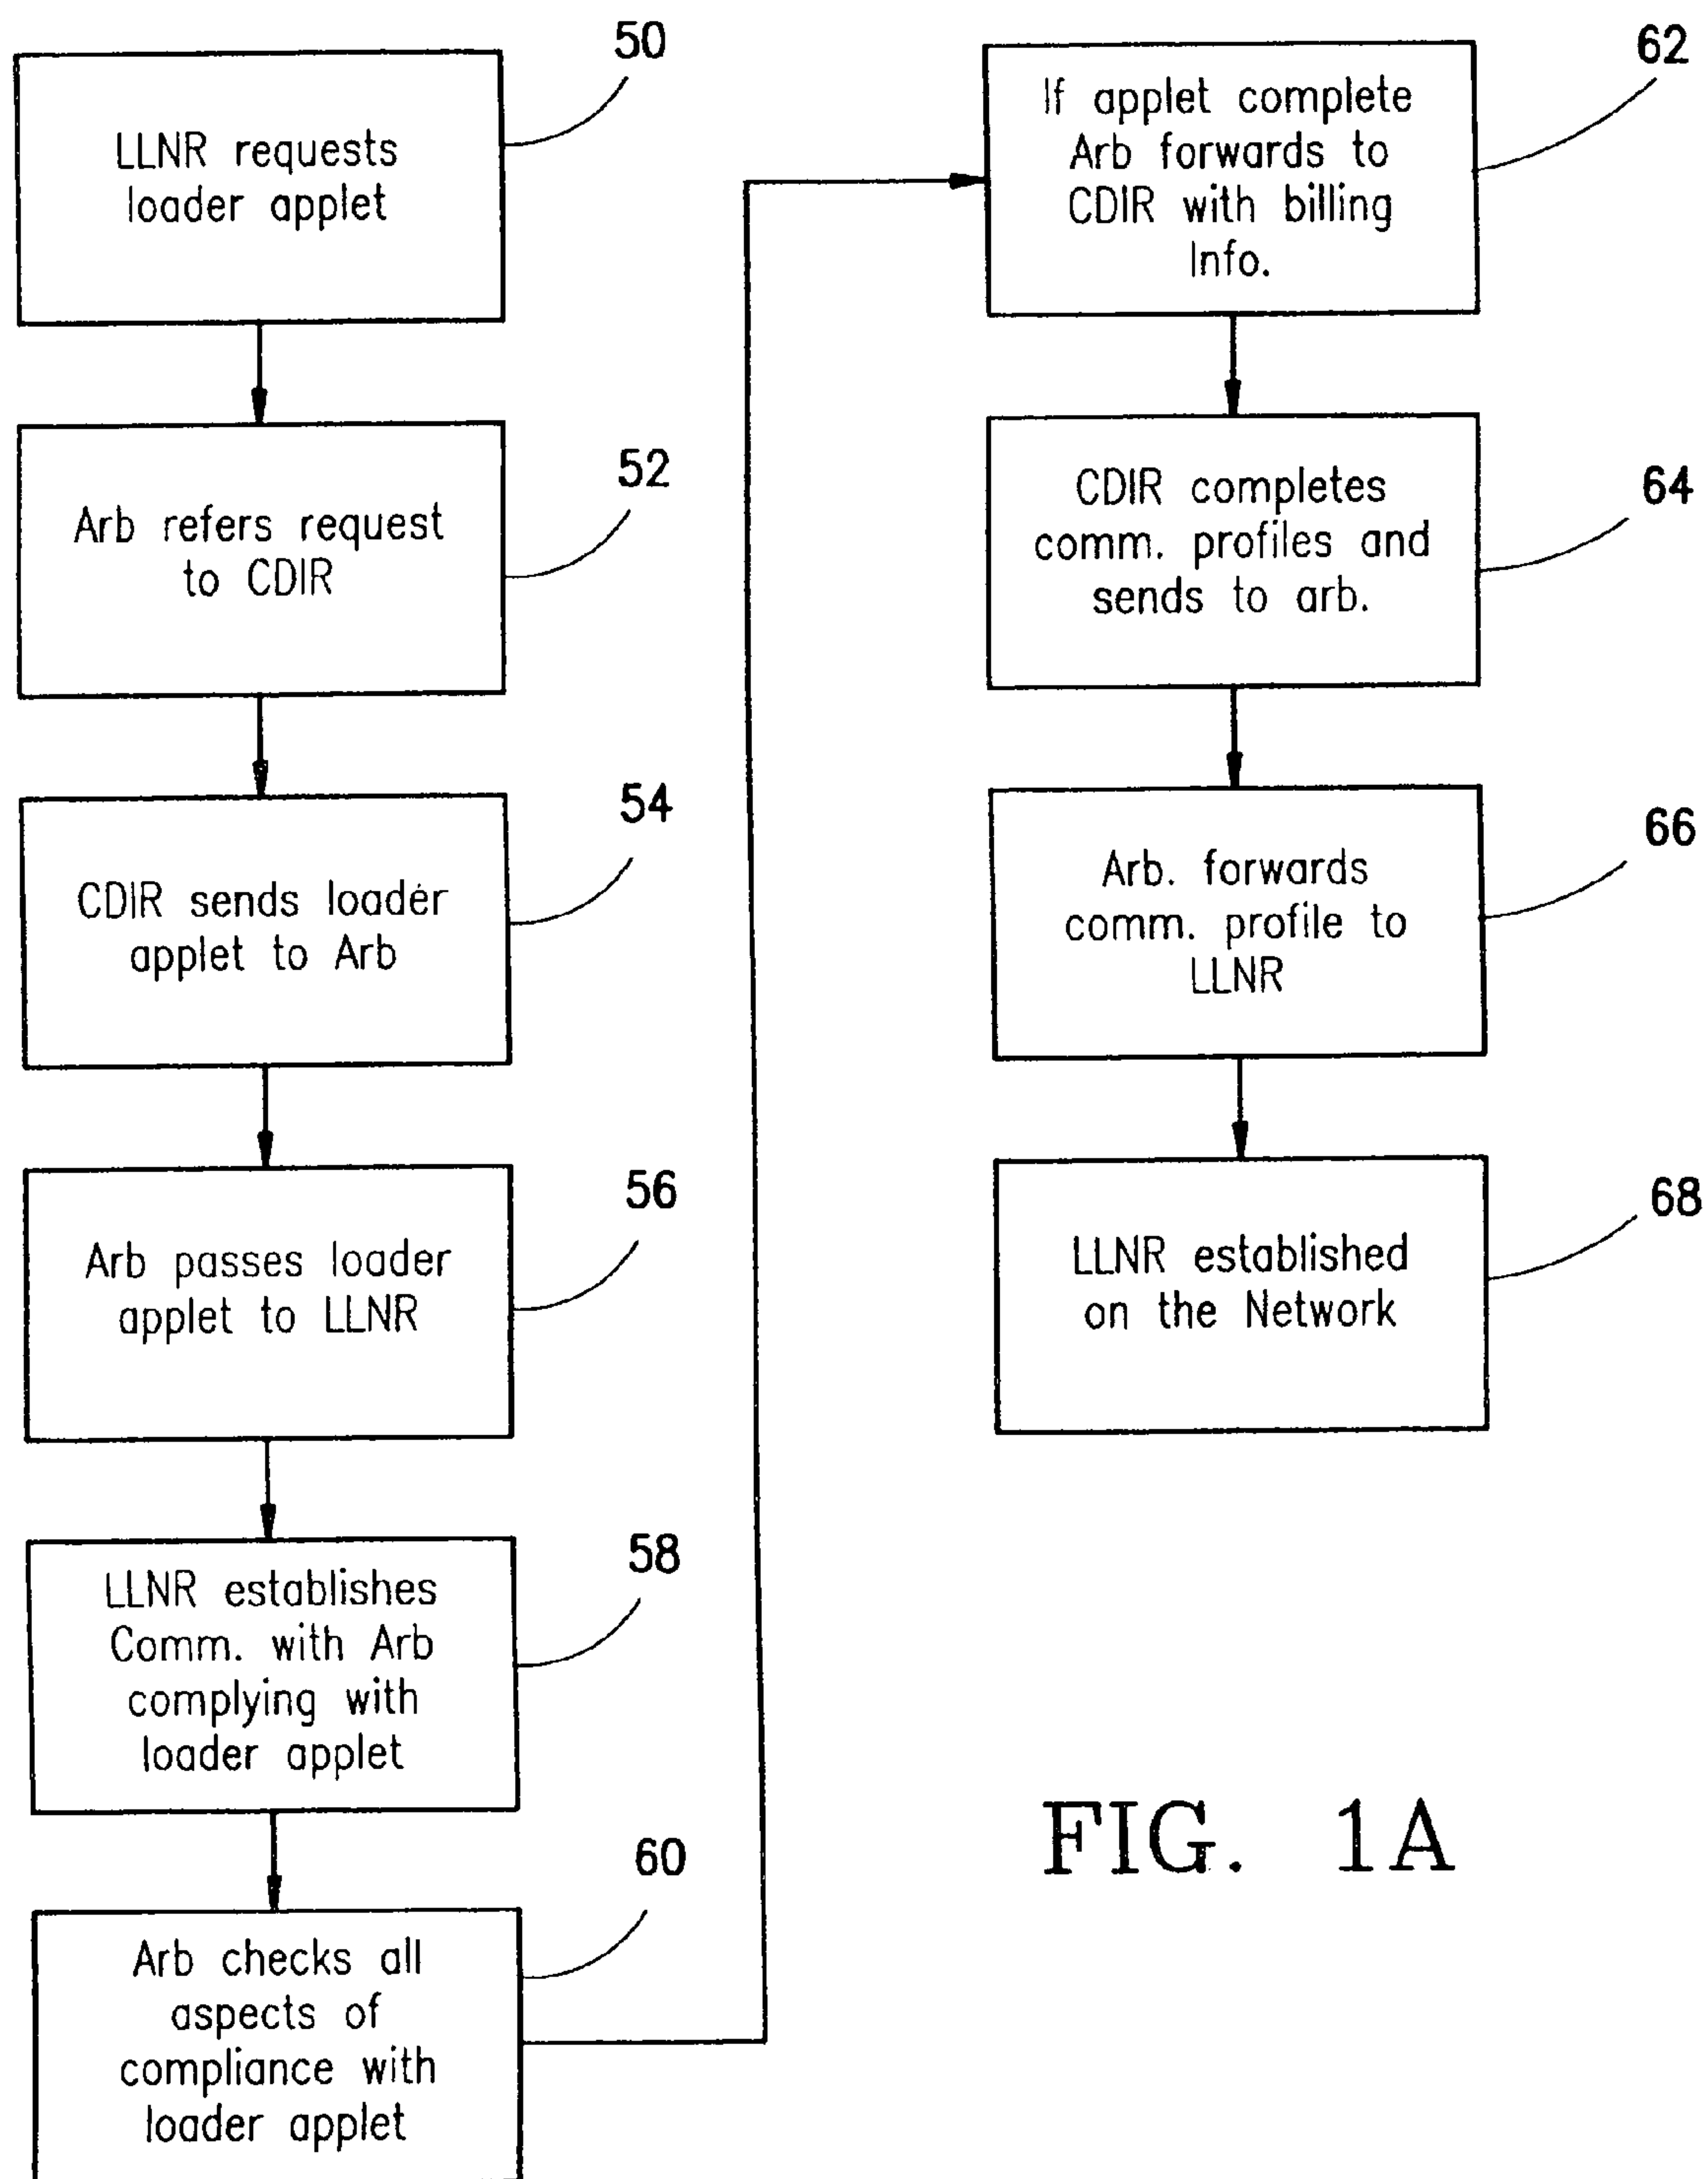 50
LLNR requests
loader applet
52
Arb refers request
to CDIR
54
CDIR sends loader
applet to Arb
56
Arb passes loader
applet to LLNR
58
LLNR establishes
Comm. with Arb
complying with
loader applet
60
Arb checks all
aspects of
compliance with
loader applet
62
If applet complete
Arb forwards to
CDIR with billing
Info.
64
CDIR completes
comm. profiles and
sends to arb.
66
Arb. forwards
comm. profile to
LLNR
68
LLNR established
on the Network
FIG. 1A